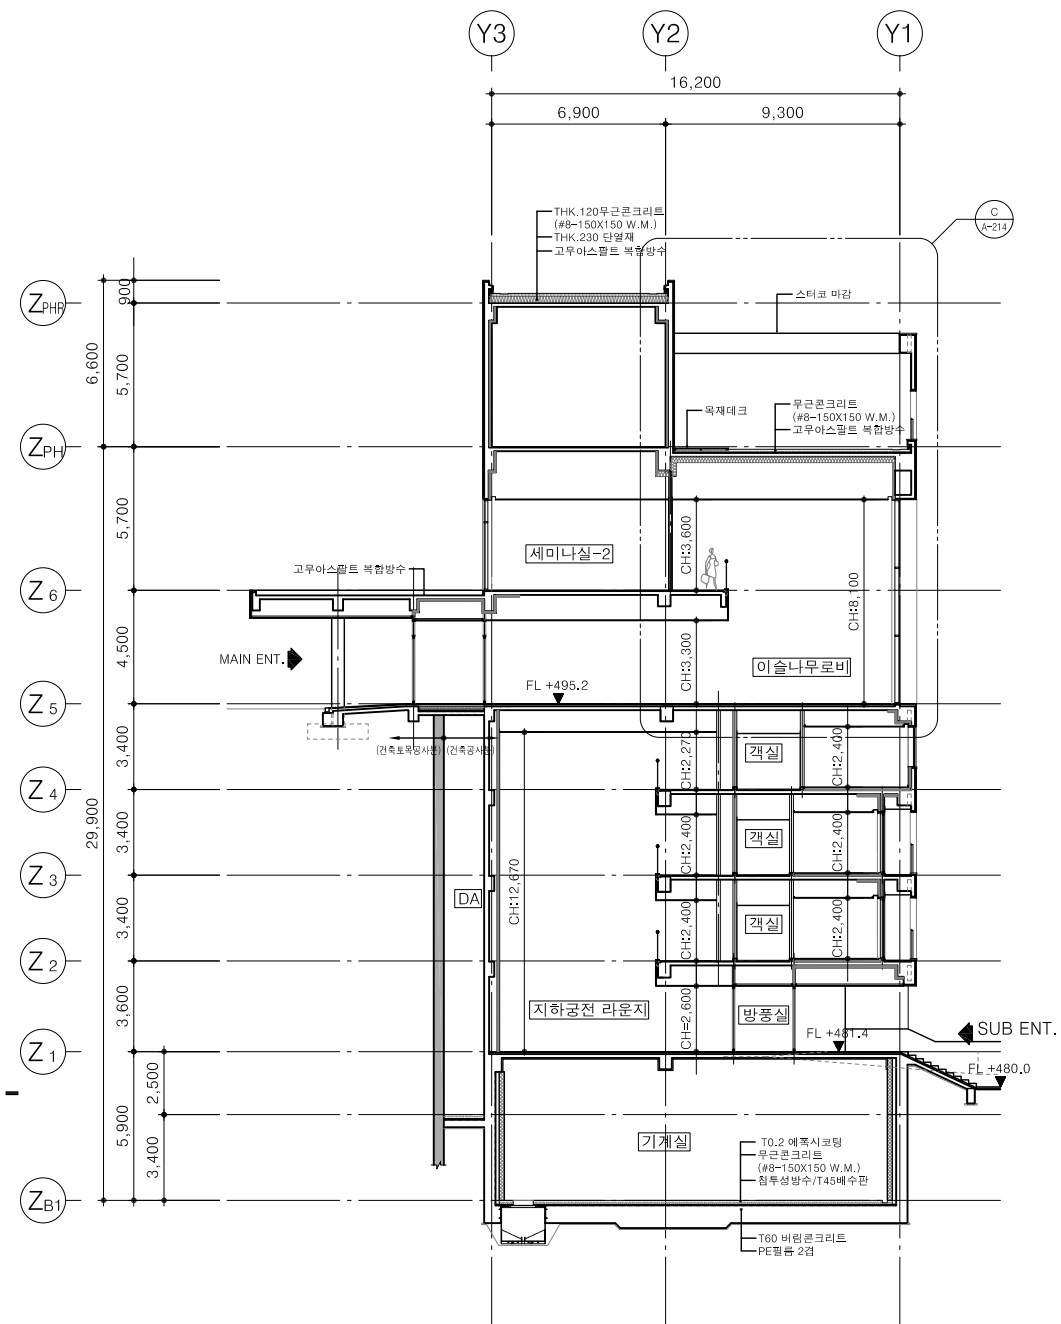 Y3
Y2
Y1
16,200
6,900
9,300
THK.120무근콘크리트
(#8-150X150 W.M.)
THK.230 단열재
고무아스팔트 복합방수
C
A-214
ZPHR
900
스터코 마감
6,600
5,700
목재데크
무근콘크리트
(#8-150X150 W.M.)
고무아스팔트 복합방수
ZPH
5,700
CH:3,600
세미나실-2
고무아스팔트 복합방수
CH:8,100
Z6
4,500
MAIN ENT.
CH:3,300
이슬나무로비
FL +495.2
Z5
3,400
(건축토목공사분)
(건축공사분)
CH:2,270
객실
CH:2,400
Z4
29,900
3,400
CH:12,670
CH:2,400
객실
CH:2,400
Z3
3,400
DA
CH:2,400
객실
CH:2,400
Z2
3,600
지하궁전 라운지
CH=2,600
방풍실
FL +481.4
SUB ENT.
Z1
2,500
FL +480.0
5,900
기계실
T0.2 에폭시코팅
무근콘크리트
(#8-150X150 W.M.)
침투성방수/T45배수판
3,400
ZB1
T60 버림콘크리트
PE필름 2겹